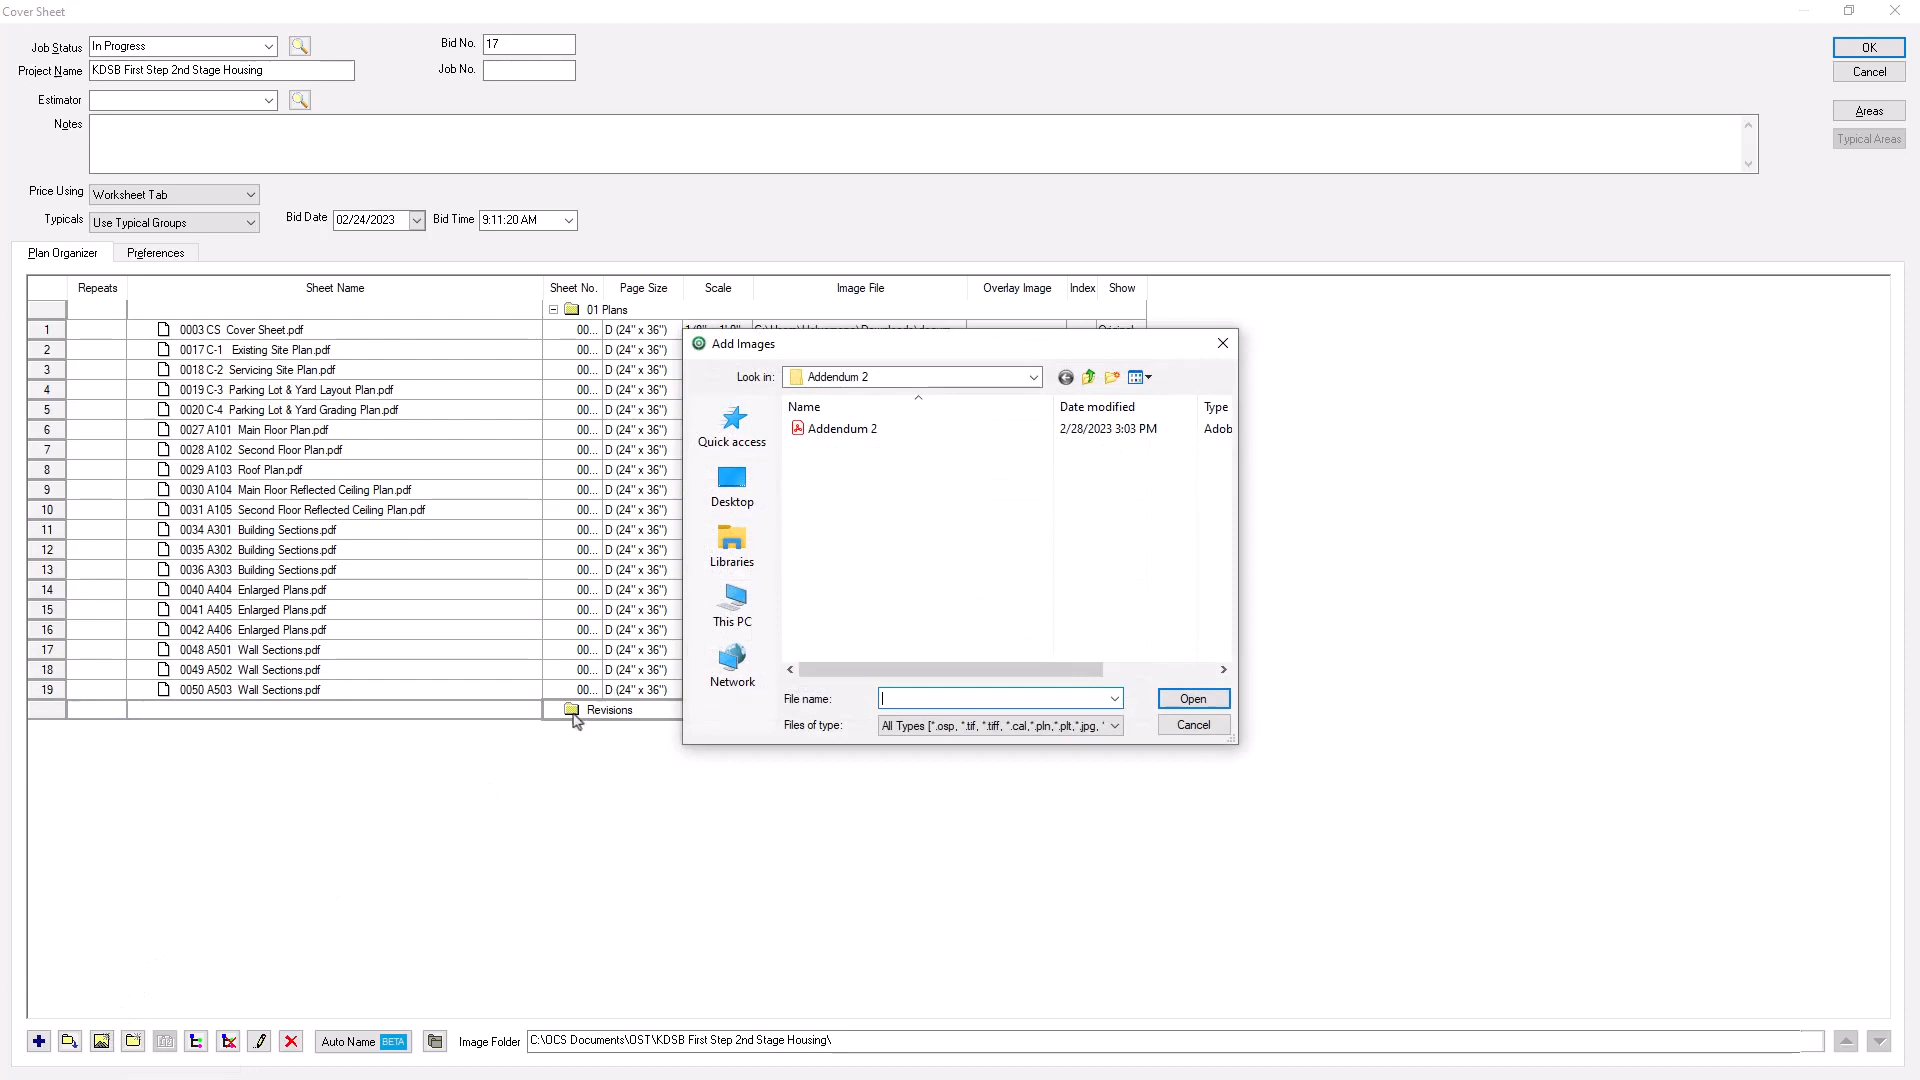 Cover Sheet
Job Status In Progress Bid No. 17 OK
Project Name KDSB First Step 2nd Stage Housing Job No. Cancel
Estimator
Areas
Notes
Typical Areas
Price Using Worksheet Tab
Typicals Use Typical Groups Bid Date 02/24/2023 Bid Time 9:11:20 AM
Plan Organizer Preferences
Repeats Sheet Name Sheet No. Page Size Scale Image File Overlay Image Index Show
01 Plans
1 0003 CS Cover Sheet.pdf 00... D (24" x 36")
2 0017 C-1 Existing Site Plan.pdf 00... D (24" x 36")
3 0018 C-2 Servicing Site Plan.pdf 00... D (24" x 36")
4 0019 C-3 Parking Lot & Yard Layout Plan.pdf 00... D (24" x 36")
5 0020 C-4 Parking Lot & Yard Grading Plan.pdf 00... D (24" x 36")
6 0027 A101 Main Floor Plan.pdf 00... D (24" x 36")
7 0028 A102 Second Floor Plan.pdf 00... D (24" x 36")
8 0029 A103 Roof Plan.pdf 00... D (24" x 36")
9 0030 A104 Main Floor Reflected Ceiling Plan.pdf 00... D (24" x 36")
10 0031 A105 Second Floor Reflected Ceiling Plan.pdf 00... D (24" x 36")
11 0034 A301 Building Sections.pdf 00... D (24" x 36")
12 0035 A302 Building Sections.pdf 00... D (24" x 36")
13 0036 A303 Building Sections.pdf 00... D (24" x 36")
14 0040 A404 Enlarged Plans.pdf 00... D (24" x 36")
15 0041 A405 Enlarged Plans.pdf 00... D (24" x 36")
16 0042 A406 Enlarged Plans.pdf 00... D (24" x 36")
17 0048 A501 Wall Sections.pdf 00... D (24" x 36")
18 0049 A502 Wall Sections.pdf 00... D (24" x 36")
19 0050 A503 Wall Sections.pdf 00... D (24" x 36")
Revisions
Add Images
Look in: Addendum 2
Name Date modified Type
Addendum 2 2/28/2023 3:03 PM Adob
Quick access
Desktop
Libraries
This PC
Network
File name: Open
Files of type: All Types [*.osp, *.tif, *.tiff, *.cal,*.pln,*.plt,*.jpg, Cancel
Auto Name BETA Image Folder C:\OCS Documents\OST\KDSB First Step 2nd Stage Housing\